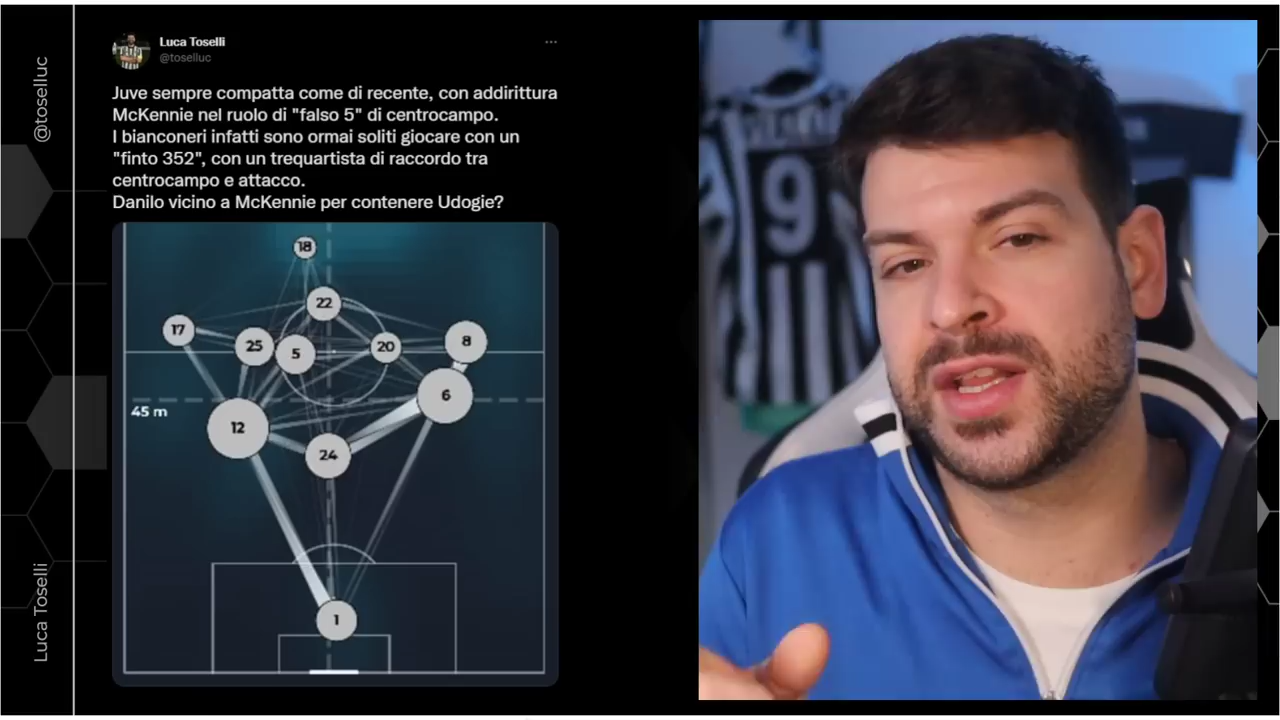 @toselluc
Luca Toselli
Luca Toselli
@toselluc
Juve sempre compatta come di recente, con addirittura
McKennie nel ruolo di "falso 5" di centrocampo.
I bianconeri infatti sono ormai soliti giocare con un
"finto 352", con un trequartista di raccordo tra
centrocampo e attacco.
Danilo vicino a McKennie per contenere Udogie?
18
22
17
25
5
20
8
6
45 m
12
24
1
9